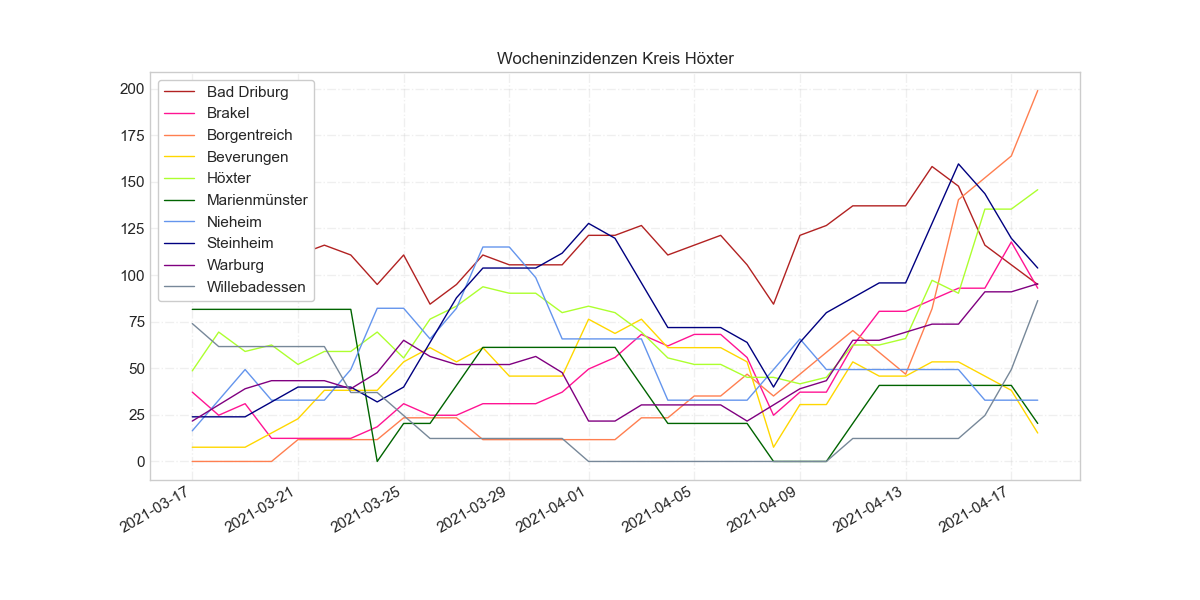 Wocheninzidenzen Kreis Höxter
200
175
150
125
100
75
50
25
0
Bad Driburg
Brakel
Borgentreich
Beverungen
Höxter
Marienmünster
Nieheim
Steinheim
Warburg
Willebadessen
2021-03-17
2021-03-21
2021-03-25
2021-03-29
2021-04-01
2021-04-05
2021-04-09
2021-04-13
2021-04-17